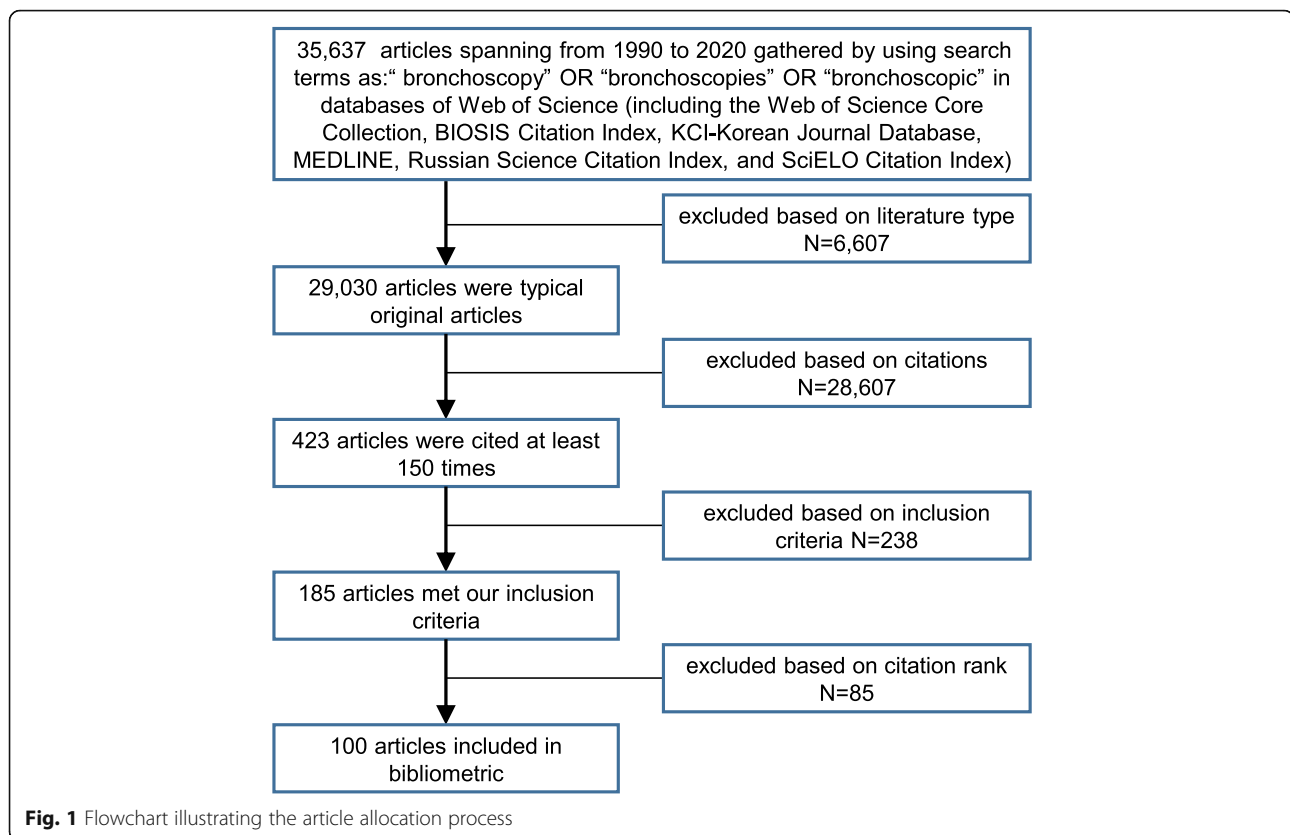 35,637 articles spanning from 1990 to 2020 gathered by using search
terms as:“ bronchoscopy” OR “bronchoscopies” OR “bronchoscopic” in
databases of Web of Science (including the Web of Science Core
Collection, BIOSIS Citation Index, KCI-Korean Journal Database,
MEDLINE, Russian Science Citation Index, and SciELO Citation Index)
excluded based on literature type
N=6,607
29,030 articles were typical
original articles
excluded based on citations
N=28,607
423 articles were cited at least
150 times
excluded based on inclusion
criteria N=238
185 articles met our inclusion
criteria
excluded based on citation rank
N=85
100 articles included in
bibliometric
Fig. 1 Flowchart illustrating the article allocation process